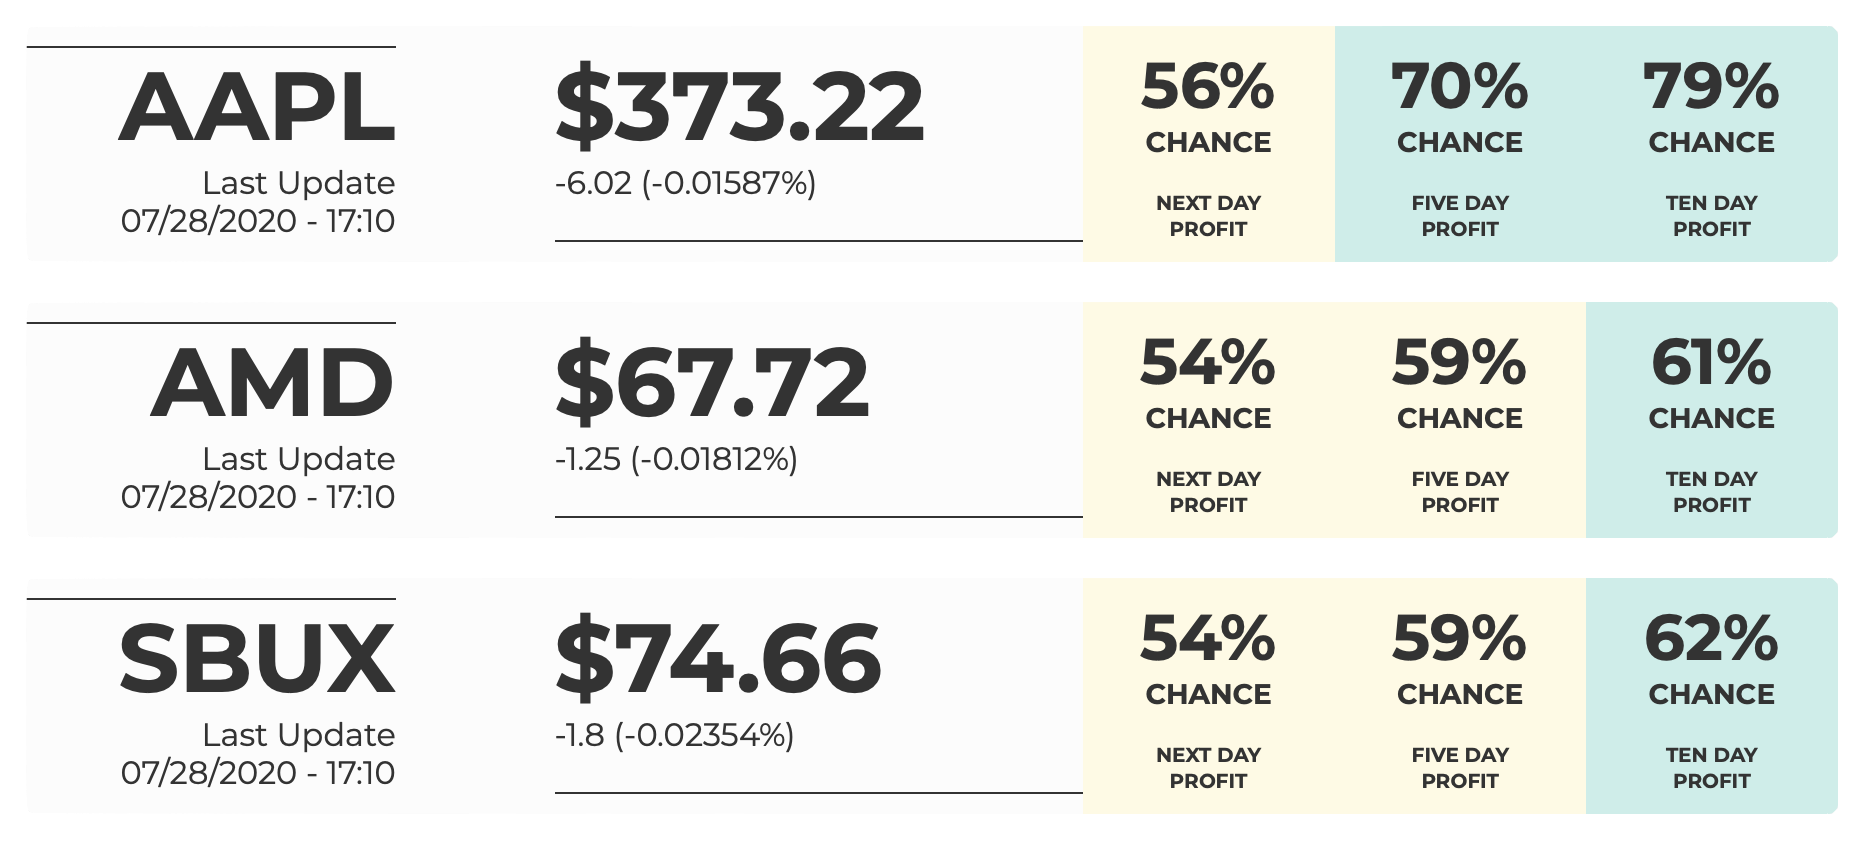 AAPL
Last Update
07/28/2020 - 17:10
$373.22
-6.02 (-0.01587%)
56%
CHANCE
NEXT DAY
PROFIT
70%
CHANCE
FIVE DAY
PROFIT
79%
CHANCE
TEN DAY
PROFIT
AMD
Last Update
07/28/2020 - 17:10
$67.72
-1.25 (-0.01812%)
54%
CHANCE
NEXT DAY
PROFIT
59%
CHANCE
FIVE DAY
PROFIT
61%
CHANCE
TEN DAY
PROFIT
SBUX
Last Update
07/28/2020 - 17:10
$74.66
-1.8 (-0.02354%)
54%
CHANCE
NEXT DAY
PROFIT
59%
CHANCE
FIVE DAY
PROFIT
62%
CHANCE
TEN DAY
PROFIT